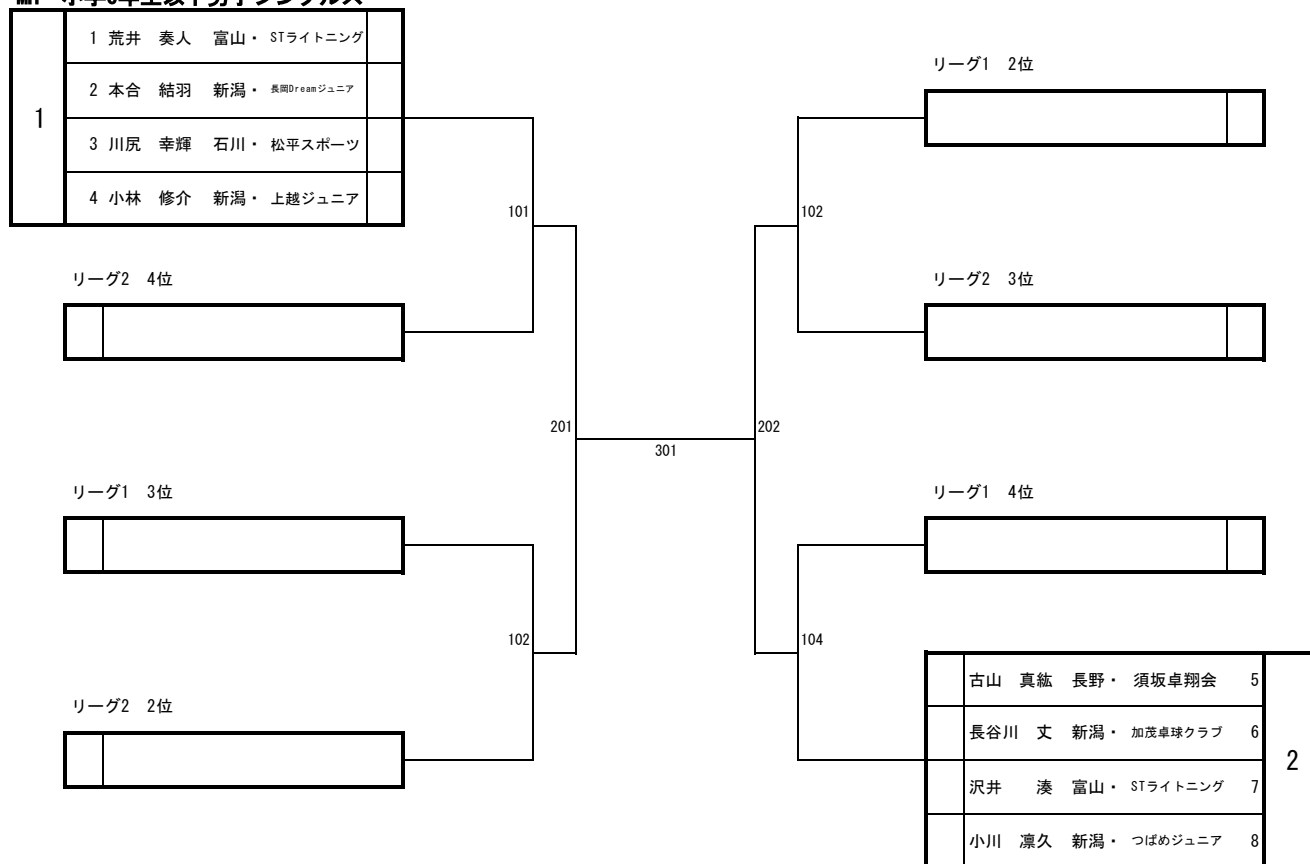 1
1 荒井 奏人 富山・ STライトニング
2 本合 結羽 新潟・ 長岡Dreamジュニア
3 川尻 幸輝 石川・ 松平スポーツ
4 小林 修介 新潟・ 上越ジュニア
リーグ1 2位
101
102
リーグ2 4位
リーグ2 3位
201
202
301
リーグ1 3位
リーグ1 4位
102
104
リーグ2 2位
古山 真紘 長野・ 須坂卓翔会 5
長谷川 丈 新潟・ 加茂卓球クラブ 6
沢井 湊 富山・ STライトニング 7
小川 凛久 新潟・ つばめジュニア 8
2